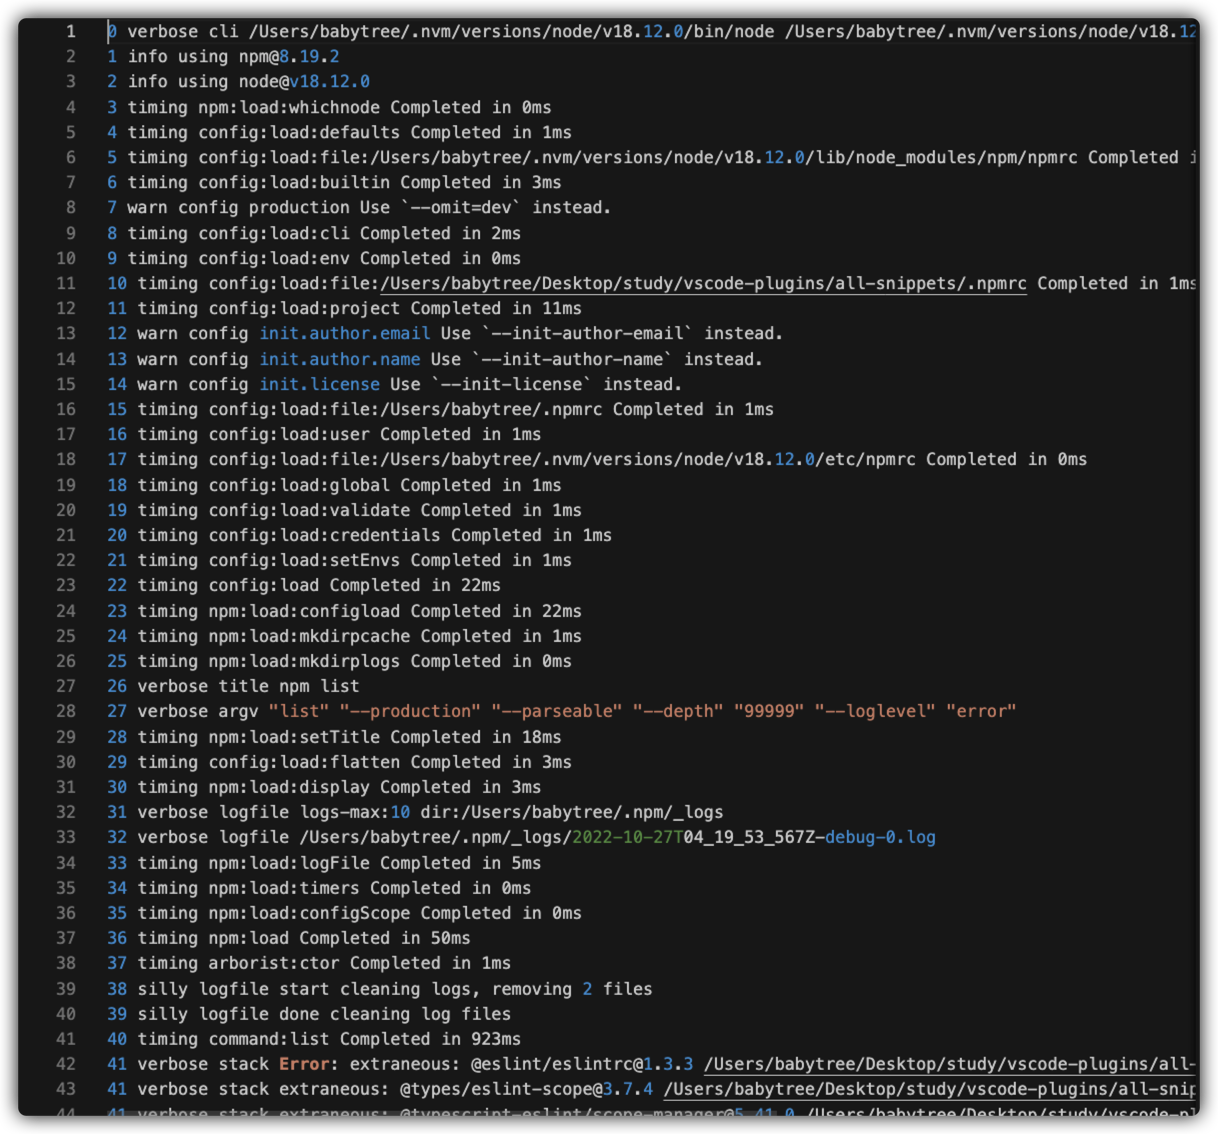 1 0 verbose cli /Users/babytree/.nvm/versions/node/v18.12.0/bin/node /Users/babytree/.nvm/versions/node/v18.12
2 1 info using npm@8.19.2
3 2 info using node@v18.12.0
4 3 timing npm:load:whichnode Completed in 0ms
5 4 timing config:load:defaults Completed in 1ms
6 5 timing config:load:file:/Users/babytree/.nvm/versions/node/v18.12.0/lib/node_modules/npm/npmrc Completed i
7 6 timing config:load:builtin Completed in 3ms
8 7 warn config production Use `--omit=dev` instead.
9 8 timing config:load:cli Completed in 2ms
10 9 timing config:load:env Completed in 0ms
11 10 timing config:load:file:/Users/babytree/Desktop/study/vscode-plugins/all-snippets/.npmrc Completed in 1ms
12 11 timing config:load:project Completed in 11ms
13 12 warn config init.author.email Use `--init-author-email` instead.
14 13 warn config init.author.name Use `--init-author-name` instead.
15 14 warn config init.license Use `--init-license` instead.
16 15 timing config:load:file:/Users/babytree/.npmrc Completed in 1ms
17 16 timing config:load:user Completed in 1ms
18 17 timing config:load:file:/Users/babytree/.nvm/versions/node/v18.12.0/etc/npmrc Completed in 0ms
19 18 timing config:load:global Completed in 1ms
20 19 timing config:load:validate Completed in 1ms
21 20 timing config:load:credentials Completed in 1ms
22 21 timing config:load:setEnvs Completed in 1ms
23 22 timing config:load Completed in 22ms
24 23 timing npm:load:configload Completed in 22ms
25 24 timing npm:load:mkdirpcache Completed in 1ms
26 25 timing npm:load:mkdirplogs Completed in 0ms
27 26 verbose title npm list
28 27 verbose argv "list" "--production" "--parseable" "--depth" "99999" "--loglevel" "error"
29 28 timing npm:load:setTitle Completed in 18ms
30 29 timing config:load:flatten Completed in 3ms
31 30 timing npm:load:display Completed in 3ms
32 31 verbose logfile logs-max:10 dir:/Users/babytree/.npm/_logs
33 32 verbose logfile /Users/babytree/.npm/_logs/2022-10-27T04_19_53_567Z-debug-0.log
34 33 timing npm:load:logFile Completed in 5ms
35 34 timing npm:load:timers Completed in 0ms
36 35 timing npm:load:configScope Completed in 0ms
37 36 timing npm:load Completed in 50ms
38 37 timing arborist:ctor Completed in 1ms
39 38 silly logfile start cleaning logs, removing 2 files
40 39 silly logfile done cleaning log files
41 40 timing command:list Completed in 923ms
42 41 verbose stack Error: extraneous: @eslint/eslintrc@1.3.3 /Users/babytree/Desktop/study/vscode-plugins/all-
43 41 verbose stack extraneous: @types/eslint-scope@3.7.4 /Users/babytree/Desktop/study/vscode-plugins/all-snip
44 41 verbose stack extraneous: @typescript-eslint/scope-manager@5.41.0 /Users/babytree/Desktop/study/vscode-pl